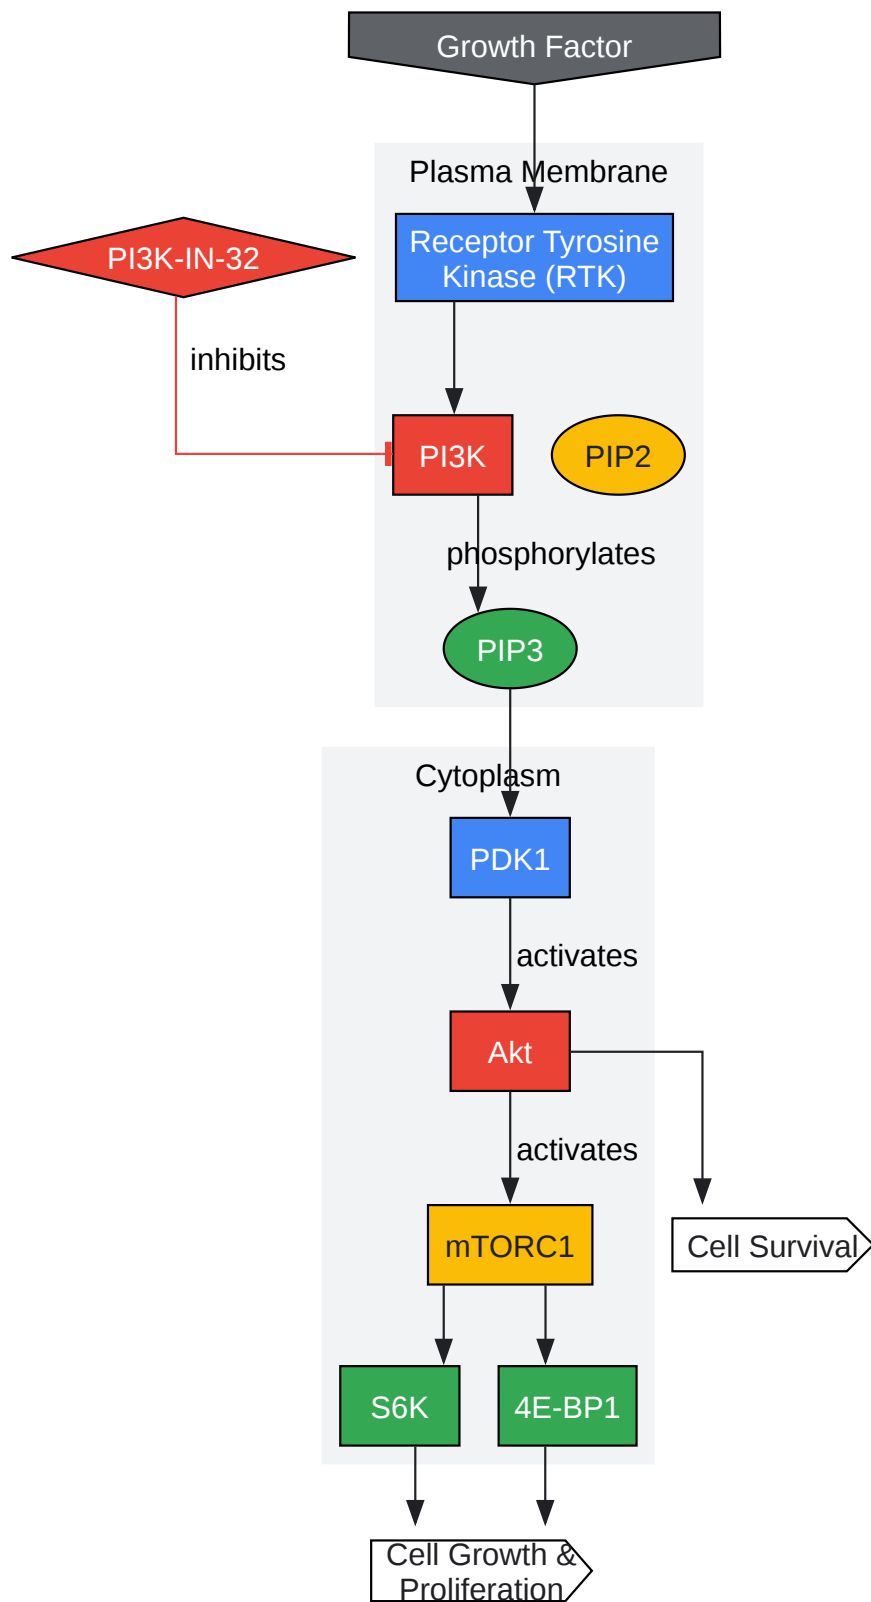 Growth Factor
Plasma Membrane
Receptor Tyrosine
Kinase (RTK)
PI3K-IN-32
inhibits
PI3K
PIP2
phosphorylates
PIP3
Cytoplasm
PDK1
activates
Akt
activates
mTORC1
Cell Survival
S6K
4E-BP1
Cell Growth &
Proliferation